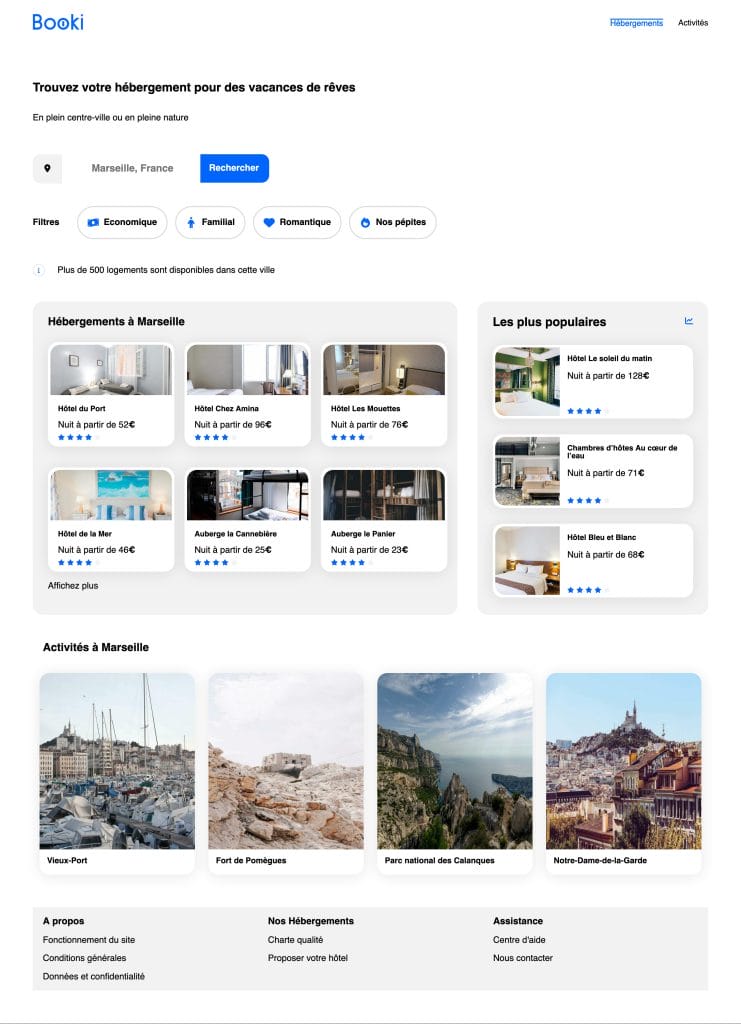 Booki
Hébergements
Activités
Trouvez votre hébergement pour des vacances de rêves
En plein centre-ville ou en pleine nature
Marseille, France
Rechercher
Filtres
Economique
Familial
Romantique
Nos pépites
Plus de 500 logements sont disponibles dans cette ville
Hébergements à Marseille
Hôtel du Port
Nuit à partir de 52€
Hôtel Chez Amina
Nuit à partir de 96€
Hôtel Les Mouettes
Nuit à partir de 76€
Hôtel de la Mer
Nuit à partir de 46€
Auberge la Cannebière
Nuit à partir de 25€
Auberge le Panier
Nuit à partir de 23€
Affichez plus
Les plus populaires
Hôtel Le soleil du matin
Nuit à partir de 128€
Chambres d'hôtes Au cœur de
l'eau
Nuit à partir de 71€
Hôtel Bleu et Blanc
Nuit à partir de 68€
Activités à Marseille
Vieux-Port
Fort de Pomègues
Parc national des Calanques
Notre-Dame-de-la-Garde
A propos
Fonctionnement du site
Conditions générales
Données et confidentialité
Nos Hébergements
Charte qualité
Proposer votre hôtel
Assistance
Centre d'aide
Nous contacter